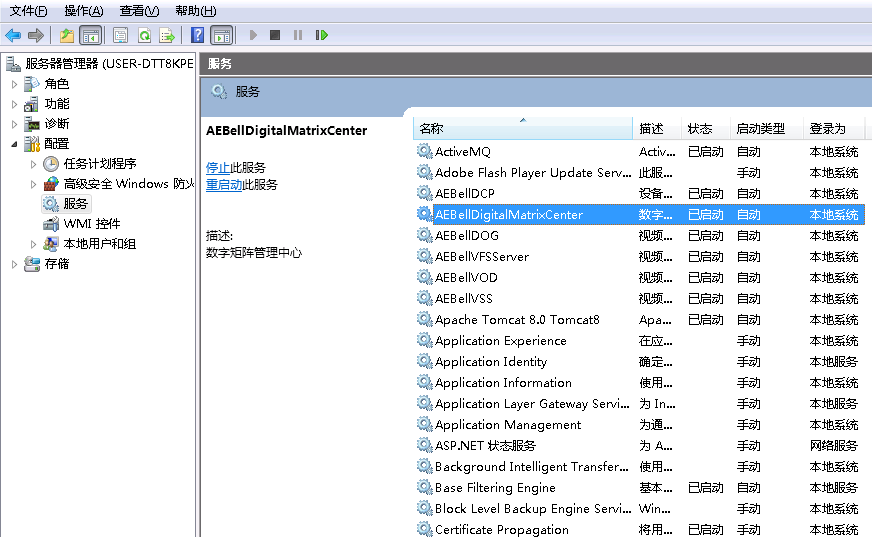 文件(F) 操作(A) 查看(V) 帮助(H)
服务器管理器 (USER-DTT8KPE
角色
功能
诊断
配置
任务计划程序
高级安全 Windows 防火
服务
WMI 控件
本地用户和组
存储
服务
服务
AEBellDigitalMatrixCenter
停止此服务
重启动此服务
描述:
数字矩阵管理中心
名称 描述 状态 启动类型 登录为
ActiveMQ Activ... 已启动 自动 本地系统
Adobe Flash Player Update Serv... 此服... 手动 本地系统
AEBellDCP 设备... 已启动 自动 本地系统
AEBellDigitalMatrixCenter 数字... 已启动 自动 本地系统
AEBellDOG 视频... 已启动 自动 本地系统
AEBellVFSServer 视频... 已启动 自动 本地系统
AEBellVOD 视频... 已启动 自动 本地系统
AEBellVSS 视频... 已启动 自动 本地系统
Apache Tomcat 8.0 Tomcat8 Apa... 已启动 自动 本地系统
Application Experience 在应... 手动 本地系统
Application Identity 确定... 手动 本地服务
Application Information 使用... 手动 本地系统
Application Layer Gateway Servi... 为 In... 手动 本地服务
Application Management 为通... 手动 本地系统
ASP.NET 状态服务 为 A... 手动 网络服务
Background Intelligent Transfer... 使用... 手动 本地系统
Base Filtering Engine 基本... 已启动 自动 本地服务
Block Level Backup Engine Servi... Win... 手动 本地系统
Certificate Propagation 将用... 已启动 手动 本地系统